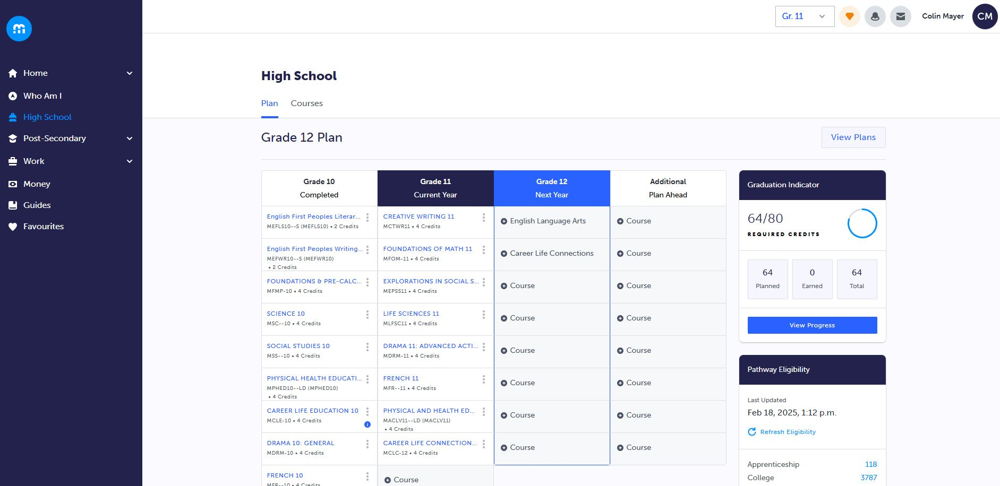 Gr. 11
Colin Mayer
CM
Home
Who Am I
High School
Post-Secondary
Work
Money
Guides
Favourites
High School
Plan
Courses
Grade 12 Plan
View Plans
Grade 10
Completed
Grade 11
Current Year
Grade 12
Next Year
Additional
Plan Ahead
English First Peoples Literar...
MEFLS10--S (MEFLS10) • 2 Credits
CREATIVE WRITING 11
MCTWR11 • 4 Credits
English Language Arts
Course
English First Peoples Writing...
MEFWR10--S (MEFWR10)
• 2 Credits
FOUNDATIONS OF MATH 11
MFOM-11 • 4 Credits
Career Life Connections
Course
FOUNDATIONS & PRE-CALC...
MFMP-10 • 4 Credits
EXPLORATIONS IN SOCIAL S...
MEPSS11 • 4 Credits
Course
Course
SCIENCE 10
MSC--10 • 4 Credits
LIFE SCIENCES 11
MLFSC11 • 4 Credits
Course
Course
SOCIAL STUDIES 10
MSS--10 • 4 Credits
DRAMA 11: ADVANCED ACTI...
MDRM-11 • 4 Credits
Course
Course
PHYSICAL HEALTH EDUCATI...
MPHED10--LD (MPHED10)
• 4 Credits
FRENCH 11
MFR--11 • 4 Credits
Course
Course
CAREER LIFE EDUCATION 10
MCLE-10 • 4 Credits
PHYSICAL AND HEALTH ED...
MACLV11--LD (MACLV11)
• 4 Credits
Course
Course
DRAMA 10: GENERAL
MDRM-10 • 4 Credits
CAREER LIFE CONNECTION...
MCLC-12 • 4 Credits
Course
Course
FRENCH 10
MFR--10 • 4 Credits
Course
Graduation Indicator
64/80
REQUIRED CREDITS
64
Planned
0
Earned
64
Total
View Progress
Pathway Eligibility
Last Updated
Feb 18, 2025, 1:12 p.m.
Refresh Eligibility
Apprenticeship 118
College 3787